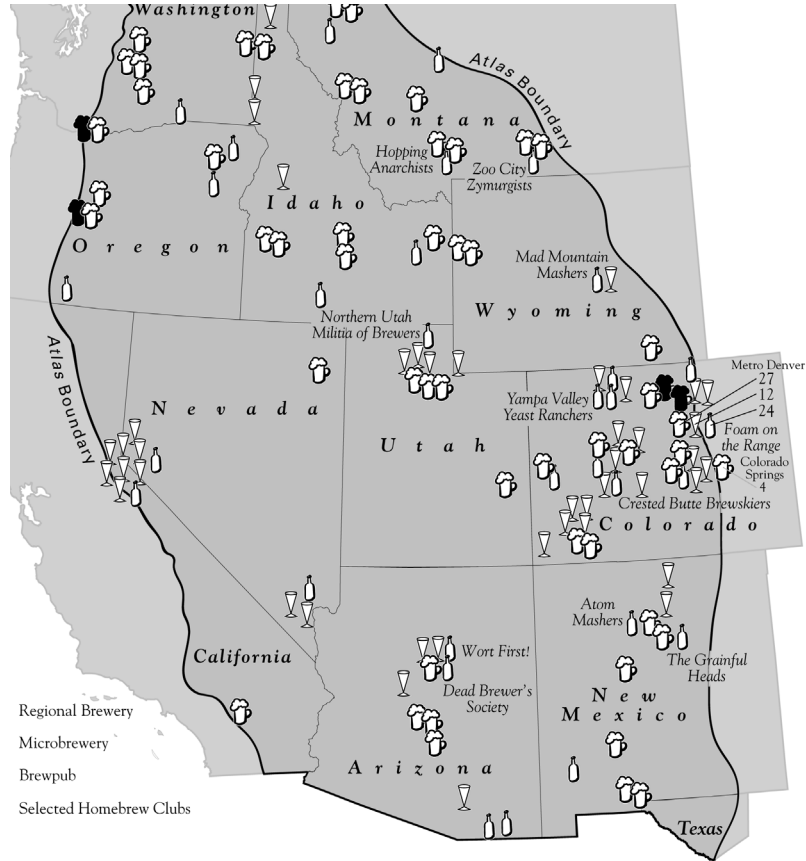 Washington
Atlas Boundary
Montana
Hopping
Anarchists
Zoo City
Zymurgists
Idaho
Oregon
Mad Mountain
Mashers
Wyoming
Northern Utah
Militia of Brewers
Atlas Boundary
Nevada
Utah
Yampa Valley
Yeast Ranchers
Metro Denver
27
12
24
Foam on
the Range
Colorado
Springs
4
Crested Butte Brewskiers
Colorado
Atom
Mashers
The Grainful
Heads
California
Wort First!
Dead Brewer's
Society
New
Mexico
Arizona
Texas
Regional Brewery
Microbrewery
Brewpub
Selected Homebrew Clubs